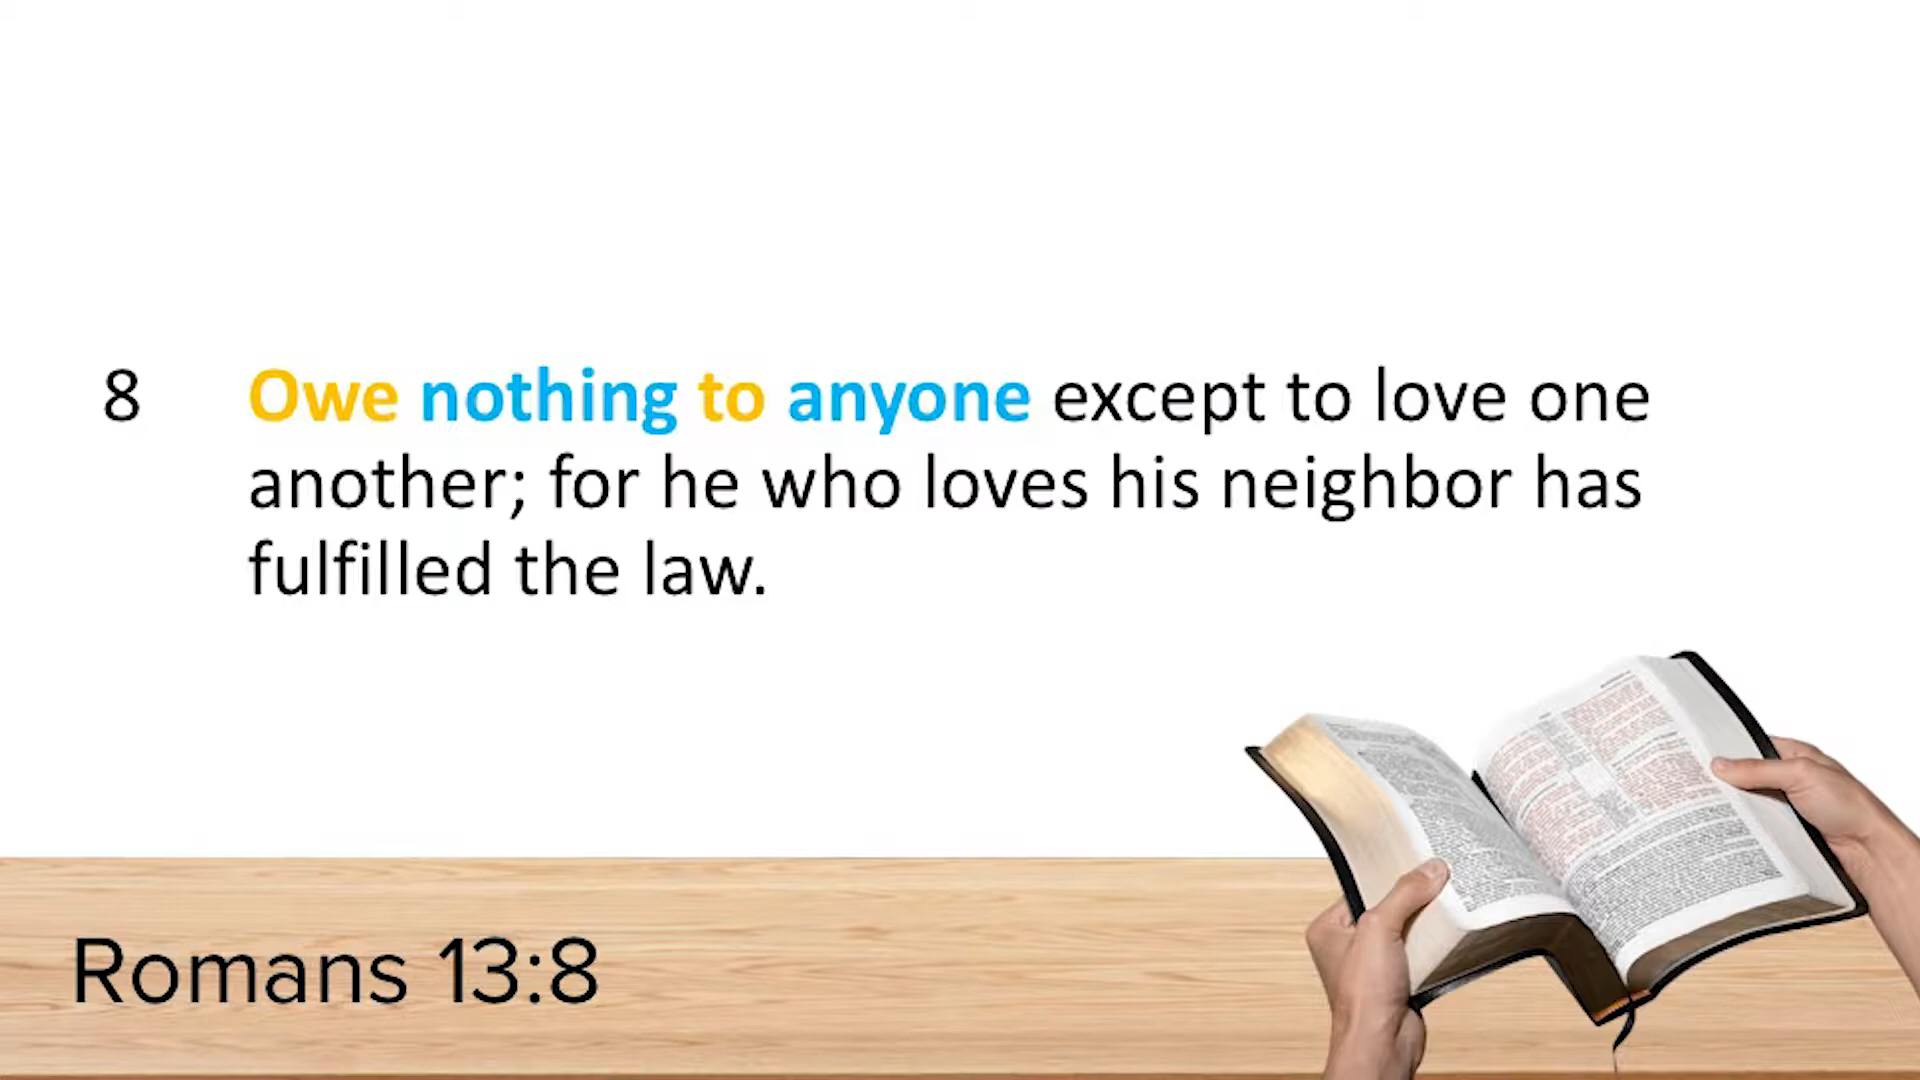 8 Owe nothing to anyone except to love one
another; for he who loves his neighbor has
fulfilled the law.
Romans 13:8